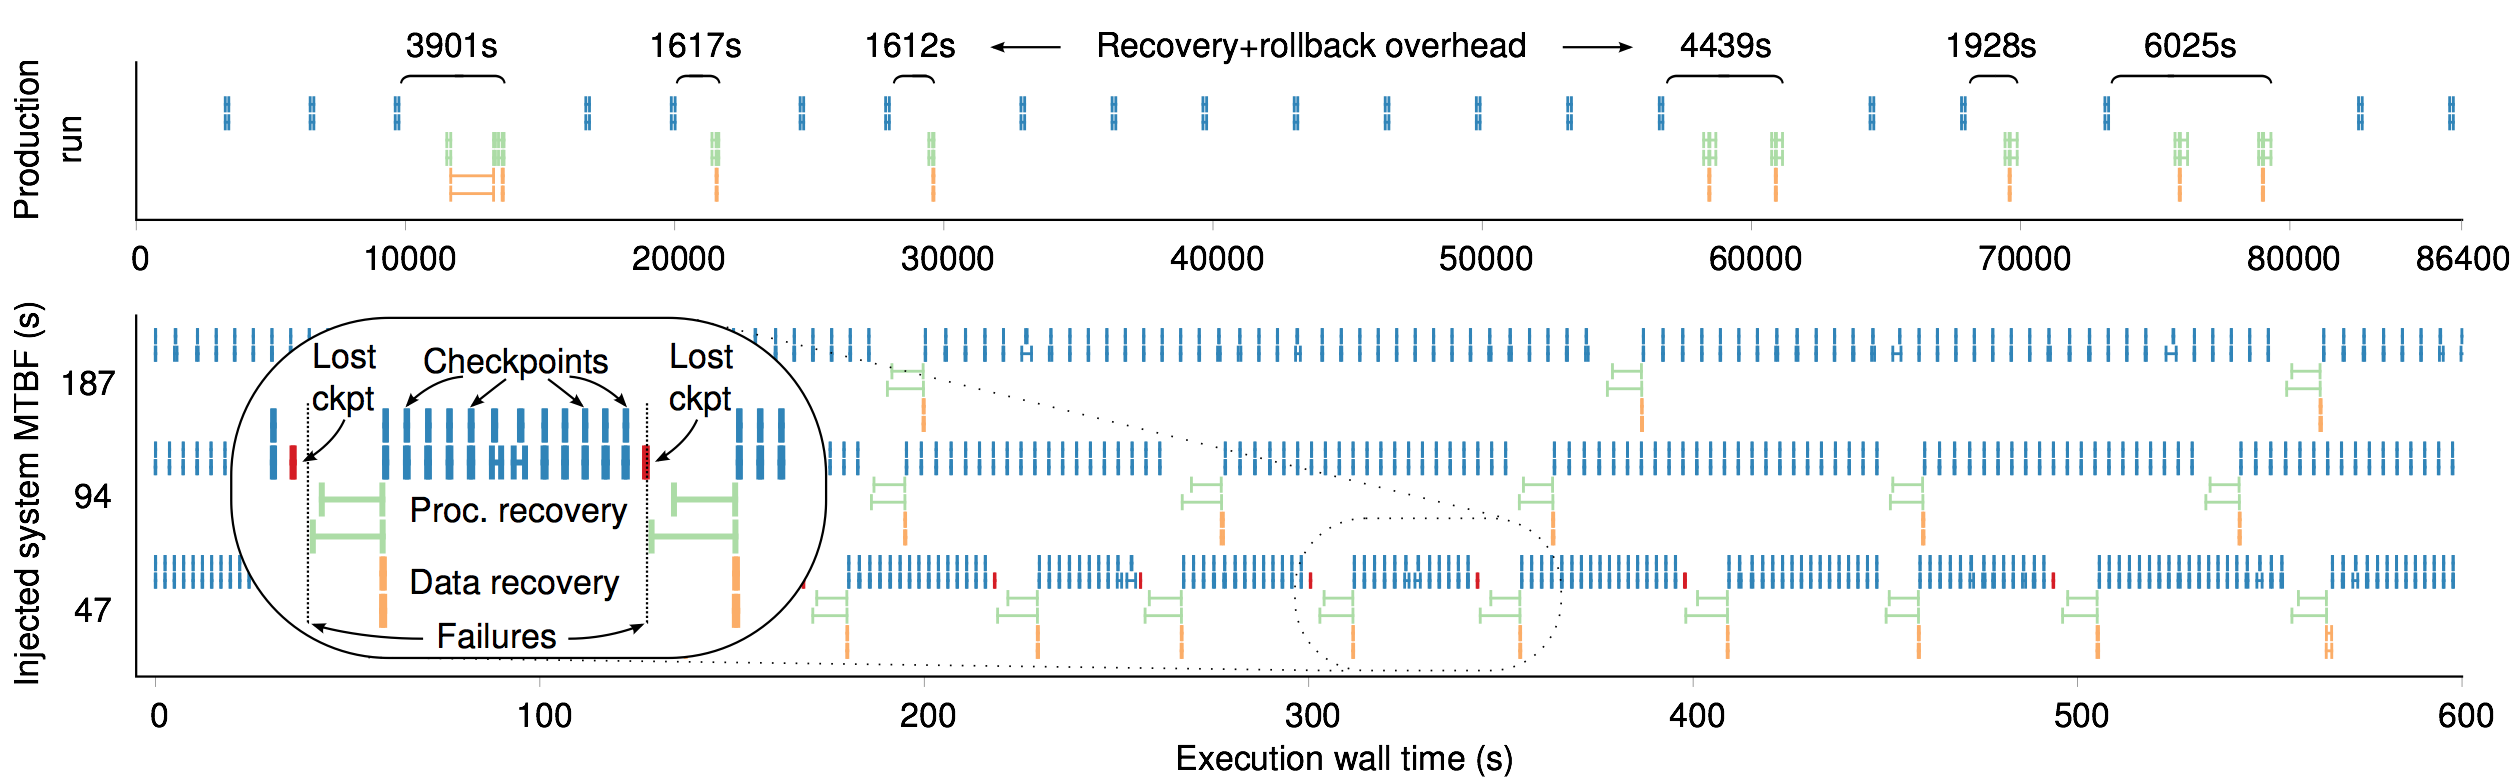 3901s 1617s 1612s Recovery+rollback overhead 4439s 1928s 6025s
Production
run
0 10000 20000 30000 40000 50000 60000 70000 80000 86400
Injected system MTBF (s)
187
94
47
Lost
ckpt
Checkpoints
Lost
ckpt
Proc. recovery
Data recovery
Failures
0 100 200 300 400 500 600
Execution wall time (s)